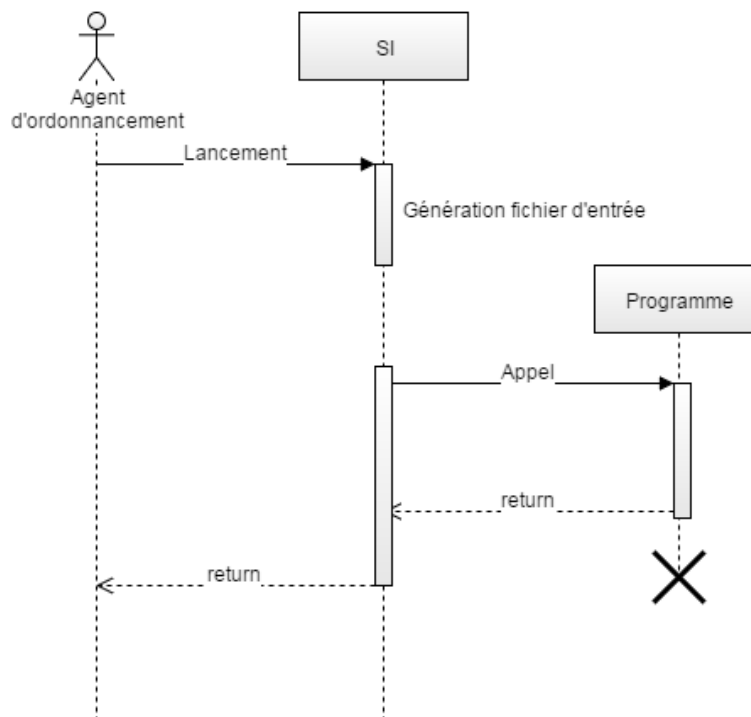 SI
Agent
d'ordonnancement
Lancement
Génération fichier d'entrée
Programme
Appel
return
return